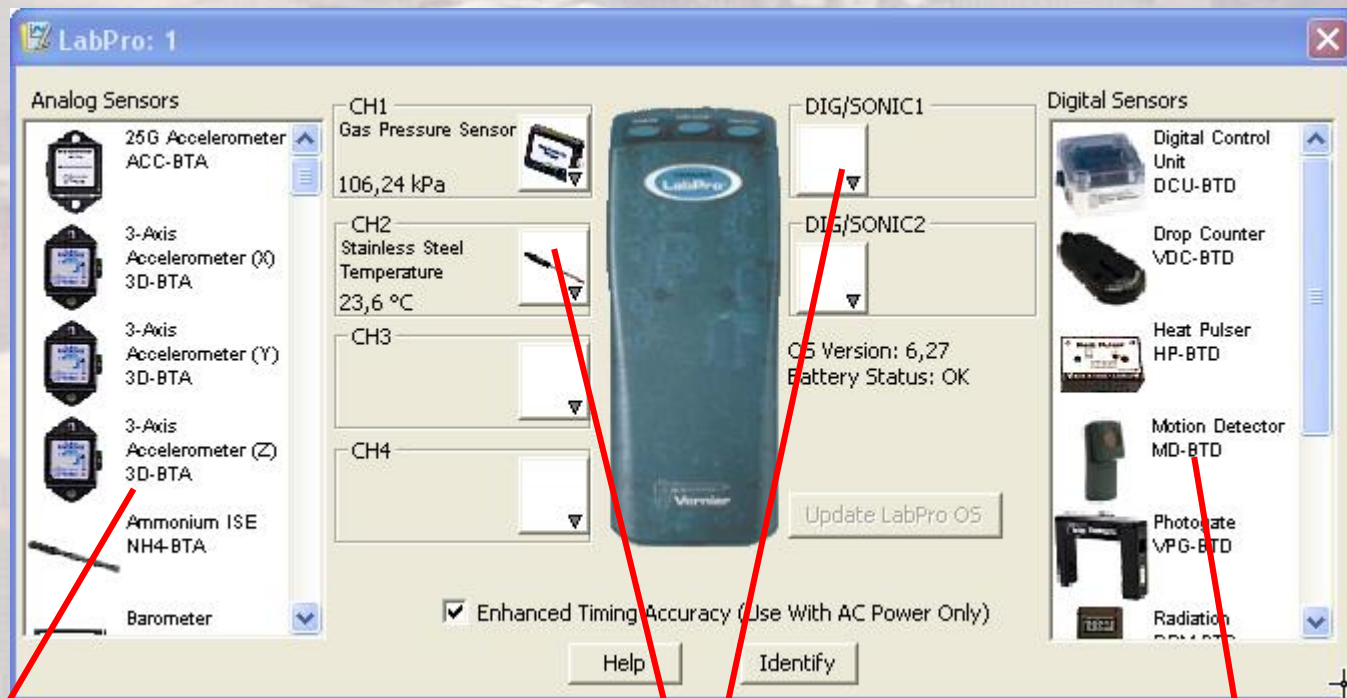 LabPro: 1
Analog Sensors
25G Accelerometer
ACC-BTA
3-Axis
Accelerometer (X)
3D-BTA
3-Axis
Accelerometer (Y)
3D-BTA
3-Axis
Accelerometer (Z)
3D-BTA
Ammonium ISE
NH4-BTA
Barometer
CH1
Gas Pressure Sensor
106,24 kPa
CH2
Stainless Steel
Temperature
23,6 °C
CH3
CH4
LabPro
Vernier
DIG/SONIC1
DIG/SONIC2
OS Version: 6,27
Battery Status: OK
Update LabPro OS
Enhanced Timing Accuracy (Use With AC Power Only)
Help
Identify
Digital Sensors
Digital Control
Unit
DCU-BTD
Drop Counter
VDC-BTD
Heat Pulser
HP-BTD
Motion Detector
MD-BTD
Photogate
VPG-BTD
Radiation